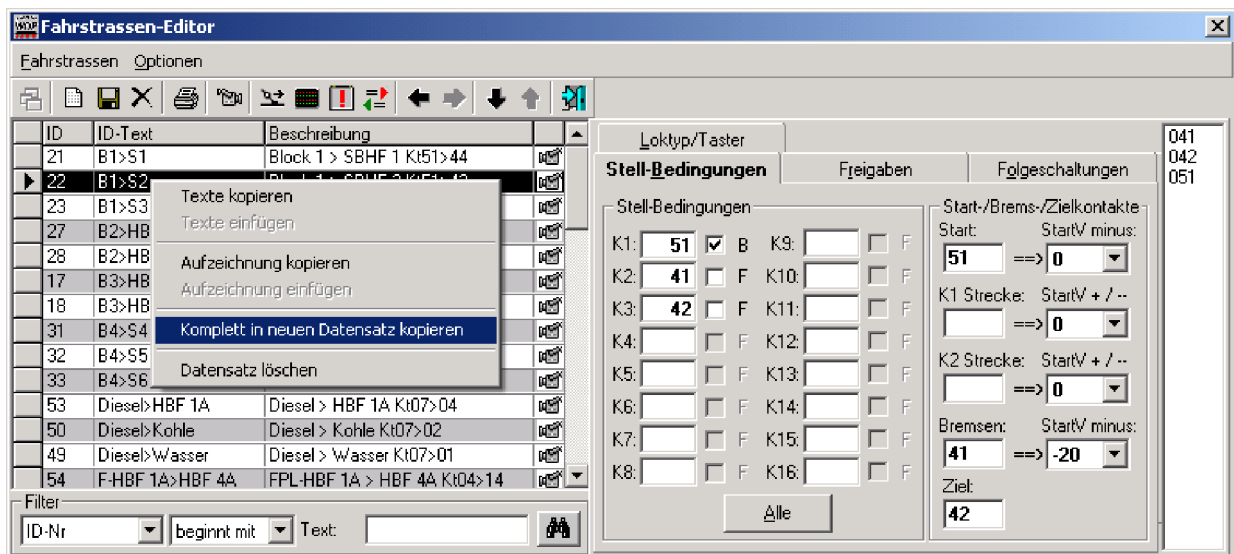 WDP Fahrstrassen-Editor
Fahrstrassen Optionen
ID ID-Text Beschreibung
21 B1>S1 Block 1 > SBHF 1 Kt51>44
22 B1>S2
23 B1>S3
27 B2>HB
28 B2>HB
17 B3>HB
18 B3>HB
31 B4>S4
32 B4>S5
33 B4>S6
53 Diesel>HBF 1A Diesel > HBF 1A Kt07>04
50 Diesel>Kohle Diesel > Kohle Kt07>02
49 Diesel>Wasser Diesel > Wasser Kt07>01
54 F-HBF 1A>HBF 4A FPL-HBF 1A > HBF 4A Kt04>14
Texte kopieren
Texte einfügen
Aufzeichnung kopieren
Aufzeichnung einfügen
Komplett in neuen Datensatz kopieren
Datensatz löschen
Filter
ID-Nr beginnt mit Text:
Loktyp/Taster
Stell-Bedingungen Freigaben Folgeschaltungen
Stell-Bedingungen
K1: 51 B K9: F
K2: 41 F K10: F
K3: 42 F K11: F
K4: F K12: F
K5: F K13: F
K6: F K14: F
K7: F K15: F
K8: F K16: F
Alle
Start-/Brems-/Zielkontakte
Start: StartV minus:
51 ==> 0
K1 Strecke: StartV + / --
==> 0
K2 Strecke: StartV + / --
==> 0
Bremsen: StartV minus:
41 ==> -20
Ziel:
42
041
042
051